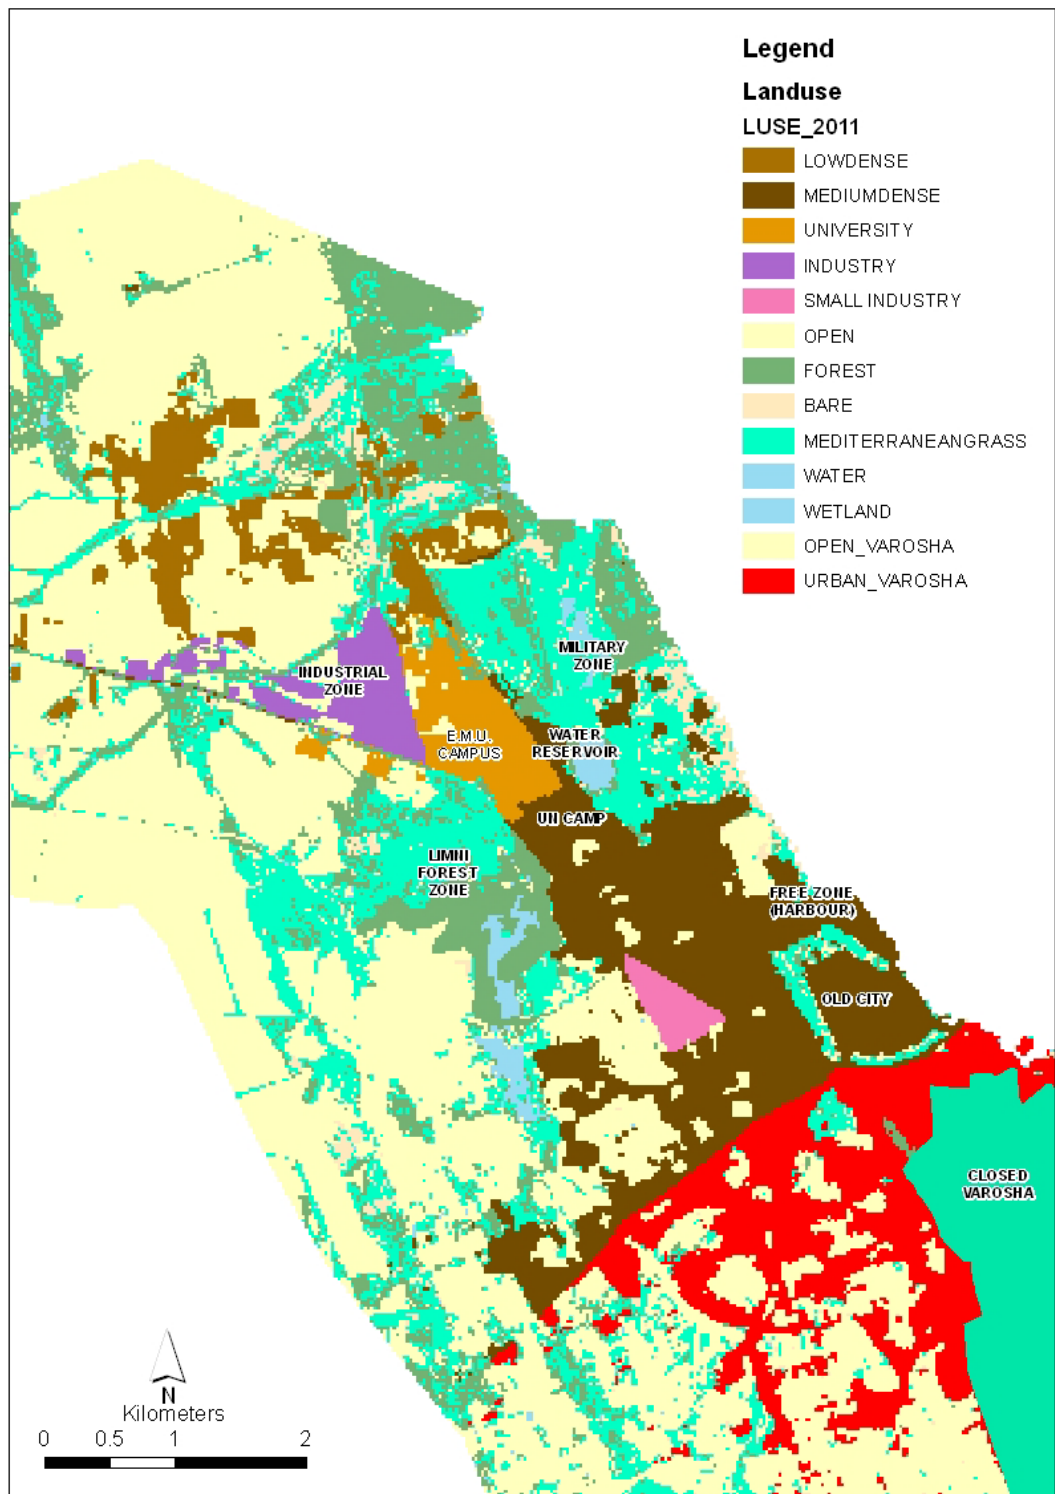 Legend
Landuse
LUSE_2011
LOWDENSE
MEDIUMDENSE
UNIVERSITY
INDUSTRY
SMALL INDUSTRY
OPEN
FOREST
BARE
MEDITERRANEANGRASS
WATER
WETLAND
OPEN_VAROSHA
URBAN_VAROSHA
MILITARY
ZONE
INDUSTRIAL
ZONE
E.M.U.
CAMPUS
WATER
RESERVOIR
UN CAMP
LIMNI
FOREST
ZONE
FREE ZONE
(HARBOUR)
OLD CITY
CLOSED
VAROSHA
N
Kilometers
0 0.5 1 2